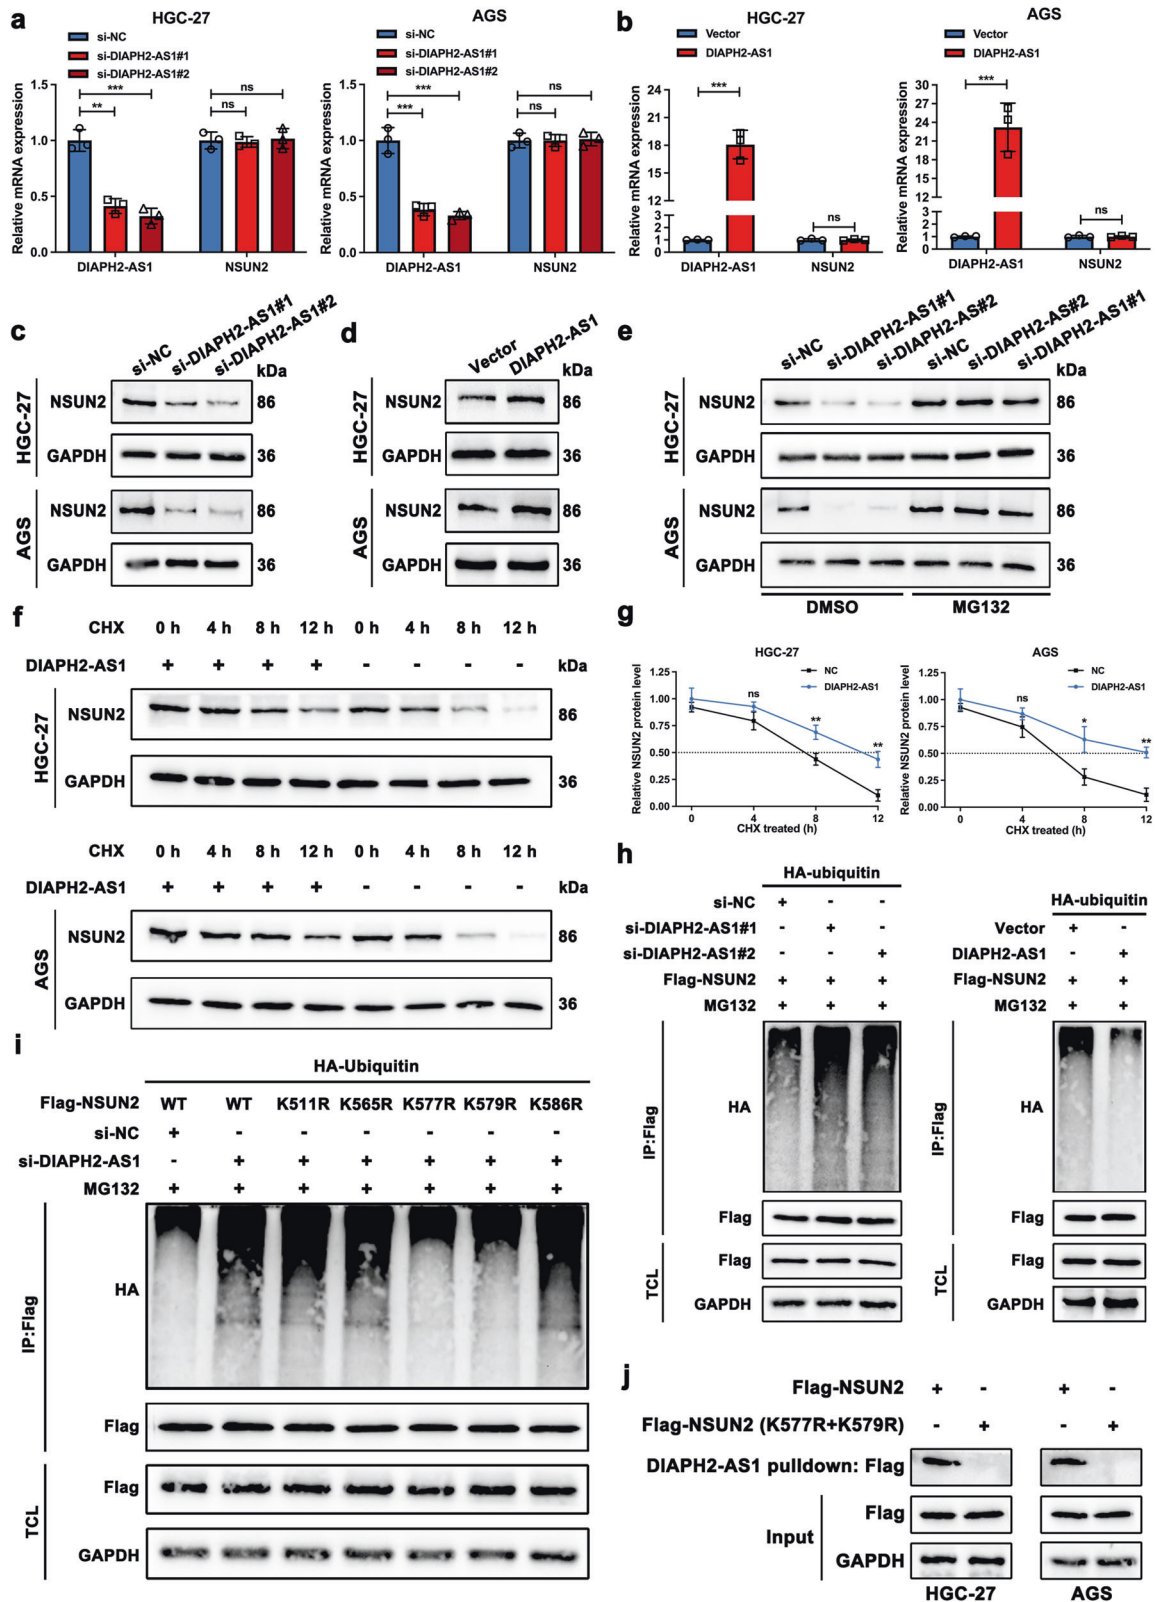 a
HGC-27
si-NC
si-DIAPH2-AS1#1
si-DIAPH2-AS1#2
Relative mRNA expression
1.5
1.0
0.5
0.0
***
**
ns
ns
DIAPH2-AS1 NSUN2
AGS
si-NC
si-DIAPH2-AS1#1
si-DIAPH2-AS1#2
Relative mRNA expression
1.5
1.0
0.5
0.0
***
***
ns
ns
DIAPH2-AS1 NSUN2
b
HGC-27
Vector
DIAPH2-AS1
Relative mRNA expression
24
21
18
15
12
3
2
1
0
***
ns
DIAPH2-AS1 NSUN2
AGS
Vector
DIAPH2-AS1
Relative mRNA expression
30
27
24
21
18
15
12
2
1
0
***
ns
DIAPH2-AS1 NSUN2
c
si-NC si-DIAPH2-AS1#1 si-DIAPH2-AS1#2
kDa
HGC-27
NSUN2 86
GAPDH 36
AGS
NSUN2 86
GAPDH 36
d
Vector DIAPH2-AS1
kDa
HGC-27
NSUN2 86
GAPDH 36
AGS
NSUN2 86
GAPDH 36
e
si-NC si-DIAPH2-AS1#1 si-DIAPH2-AS#2 si-NC si-DIAPH2-AS#2 si-DIAPH2-AS1#1
kDa
HGC-27
NSUN2 86
GAPDH 36
AGS
NSUN2 86
GAPDH 36
DMSO MG132
f
CHX 0 h 4 h 8 h 12 h 0 h 4 h 8 h 12 h
DIAPH2-AS1 + + + + - - - - kDa
HGC-27
NSUN2 86
GAPDH 36
CHX 0 h 4 h 8 h 12 h 0 h 4 h 8 h 12 h
DIAPH2-AS1 + + + + - - - - kDa
AGS
NSUN2 86
GAPDH 36
g
HGC-27
NC
DIAPH2-AS1
Relative NSUN2 protein level
1.25
1.00
0.75
0.50
0.25
0.00
ns
**
**
0 4 8 12
CHX treated (h)
AGS
NC
DIAPH2-AS1
Relative NSUN2 protein level
1.25
1.00
0.75
0.50
0.25
0.00
ns
*
**
0 4 8 12
CHX treated (h)
h
HA-ubiquitin
si-NC + - -
si-DIAPH2-AS1#1 - + -
si-DIAPH2-AS1#2 - - +
Flag-NSUN2 + + +
MG132 + + +
IP:Flag
HA
Flag
TCL
Flag
GAPDH
HA-ubiquitin
Vector + -
DIAPH2-AS1 - +
Flag-NSUN2 + +
MG132 + +
IP:Flag
HA
Flag
TCL
Flag
GAPDH
i
HA-Ubiquitin
Flag-NSUN2 WT WT K511R K565R K577R K579R K586R
si-NC + - - - - - -
si-DIAPH2-AS1 - + + + + + +
MG132 + + + + + + +
IP:Flag
HA
Flag
TCL
Flag
GAPDH
j
Flag-NSUN2 + - + -
Flag-NSUN2 (K577R+K579R) - + - +
DIAPH2-AS1 pulldown: Flag
Input
Flag
GAPDH
HGC-27 AGS